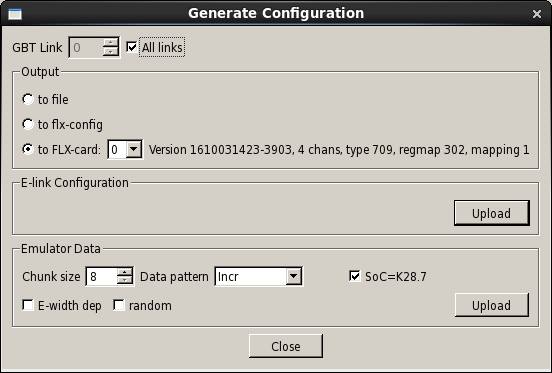 Generate Configuration
GBT Link 0 All links
Output
to file
to flx-config
to FLX-card: 0 Version 1610031423-3903, 4 chans, type 709, regmap 302, mapping 1
E-link Configuration
Upload
Emulator Data
Chunk size 8 Data pattern Incr SoC=K28.7
E-width dep random Upload
Close